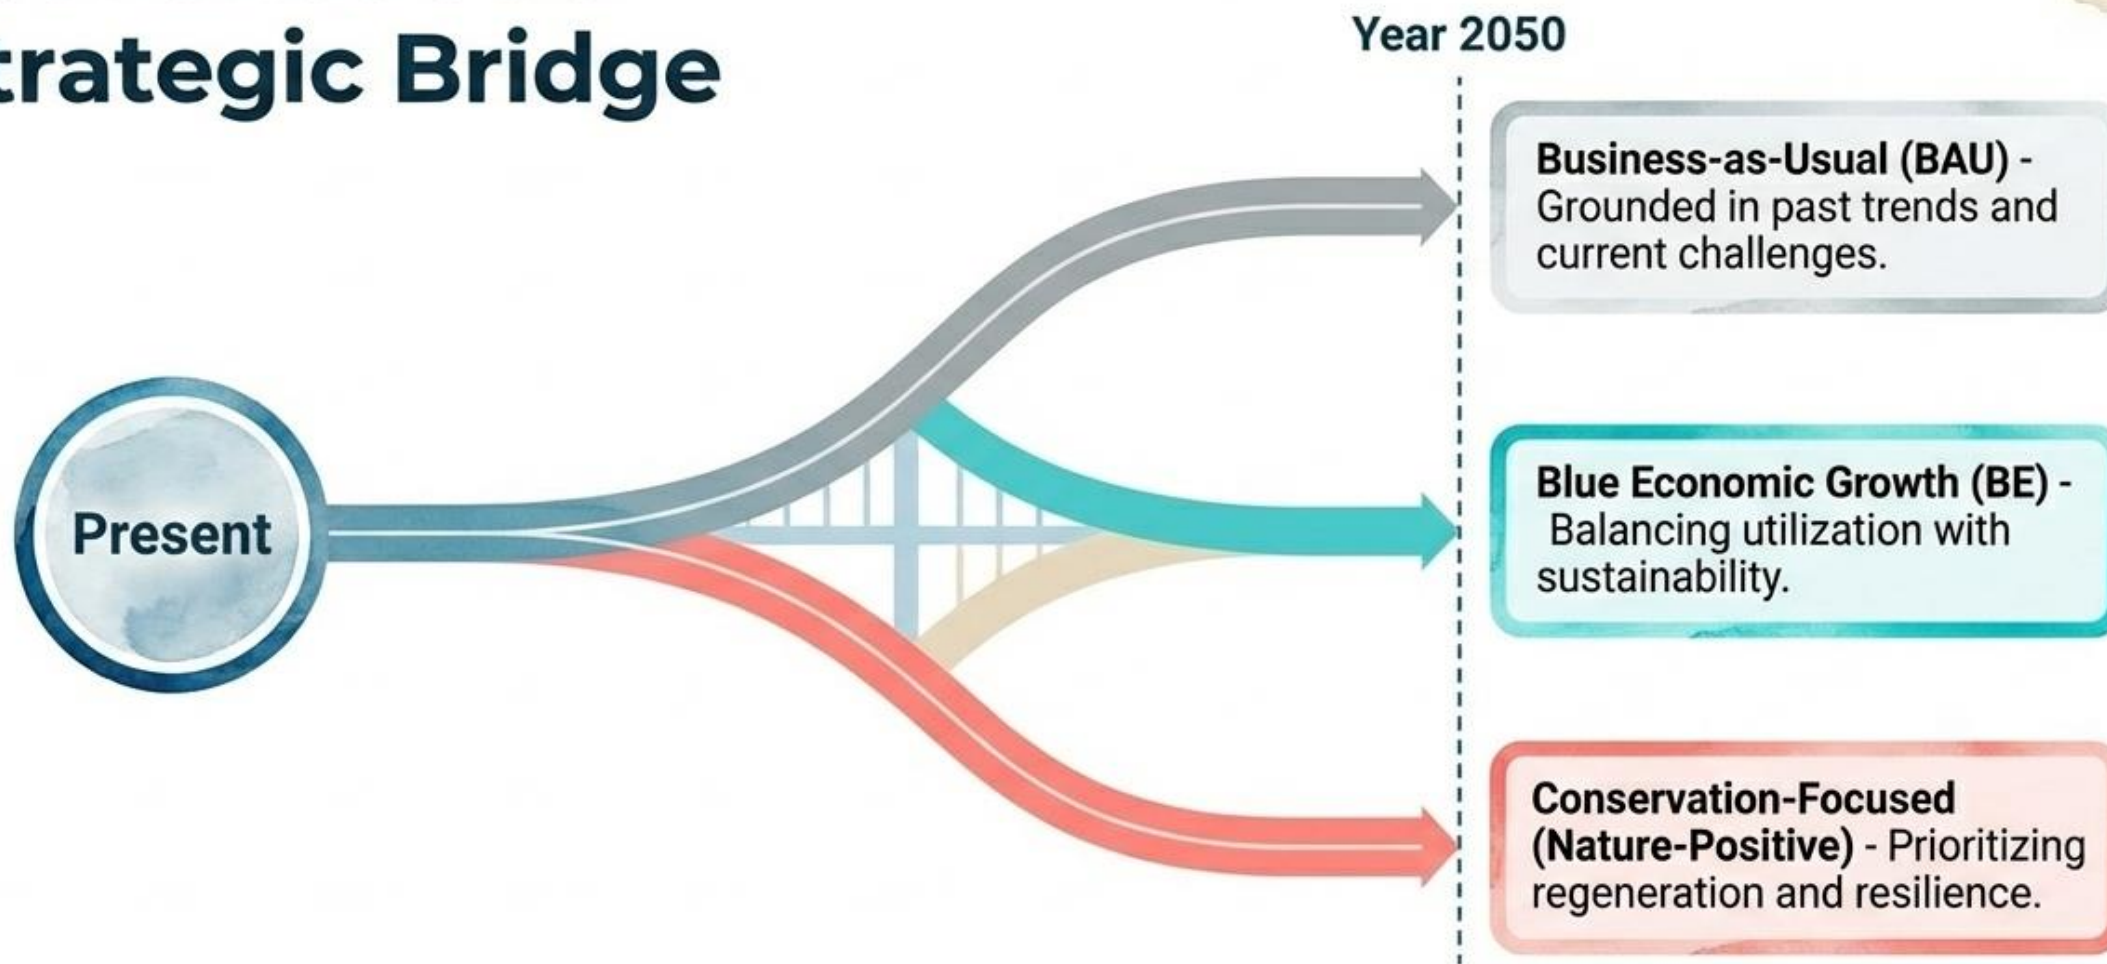 trategic Bridge
Year 2050
Business-as-Usual (BAU) -
Grounded in past trends and
current challenges.
Present
Blue Economic Growth (BE) -
Balancing utilization with
sustainability.
Conservation-Focused
(Nature-Positive) - Prioritizing
regeneration and resilience.